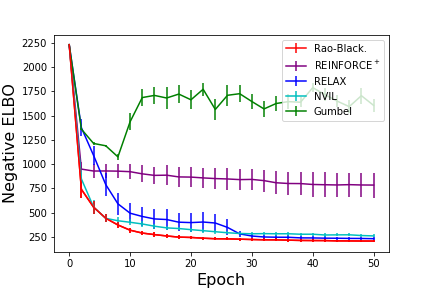 Negative ELBO
2250
2000
1750
1500
1250
1000
750
500
250
0
10
20
30
40
50
Epoch
Rao-Black.
REINFORCE⁺
RELAX
NVIL
Gumbel